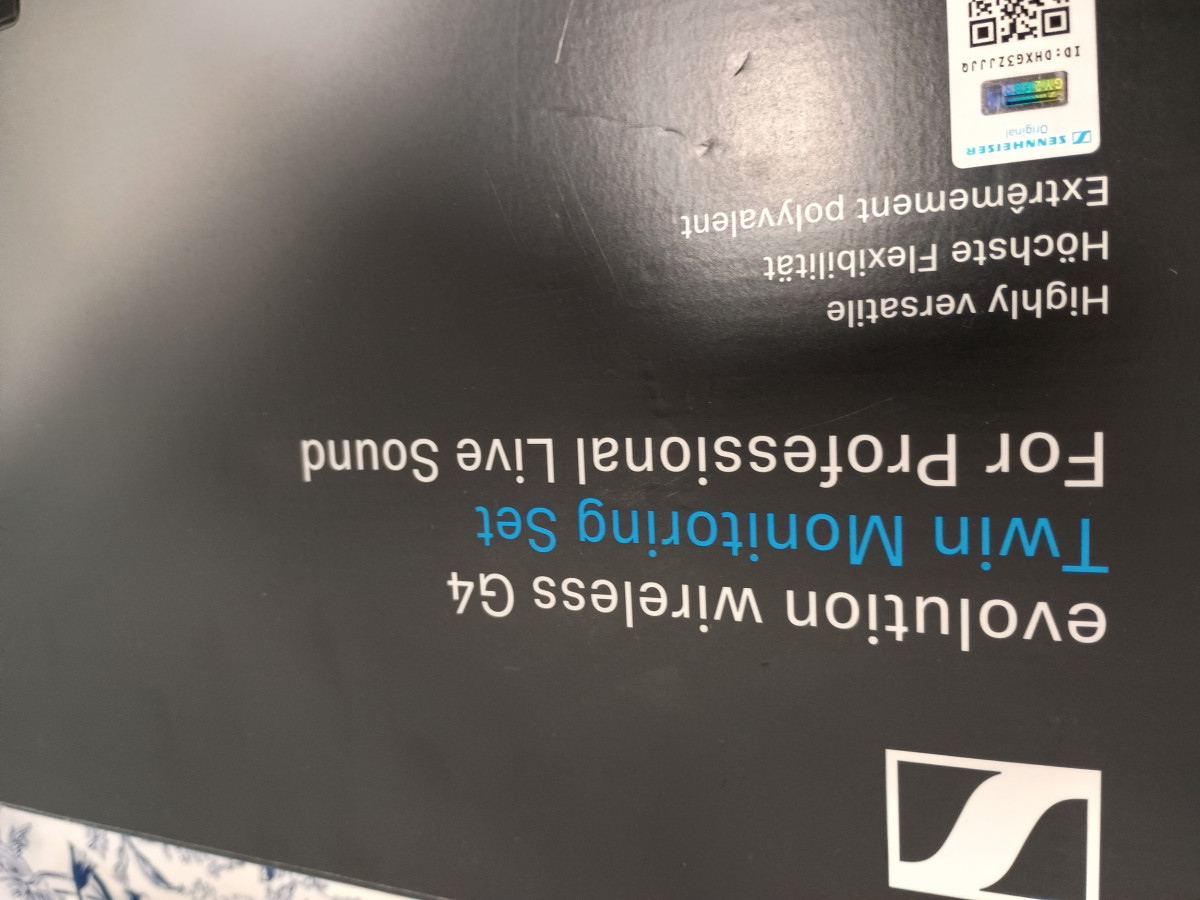 evolution wireless G4
Twin Monitoring Set
For Professional Live Sound
Highly versatile
Höchste Flexibilität
Extrêmement polyvalent
SENNHEISER
Original
ID:DHXG3ZJJJQ